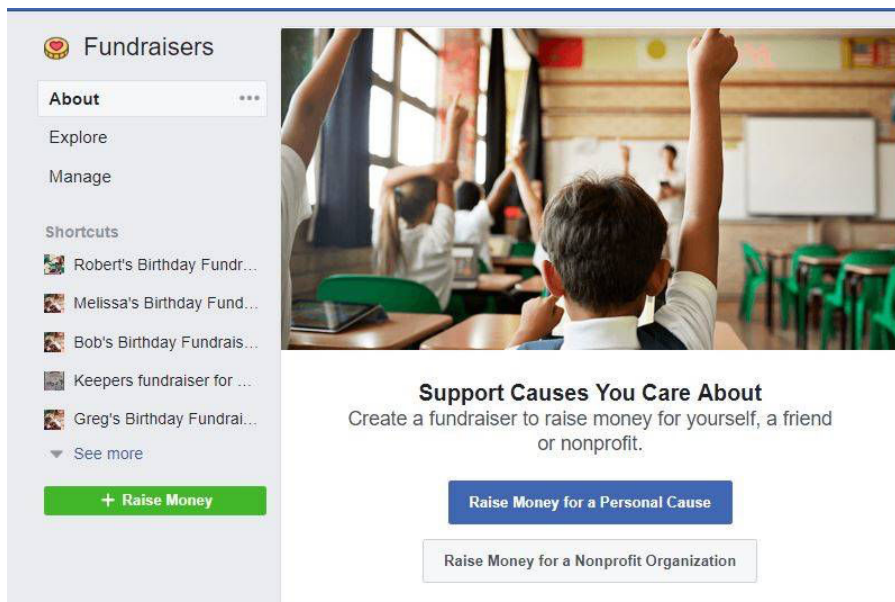 Fundraisers
About
Explore
Manage
Shortcuts
Robert's Birthday Fundr...
Melissa's Birthday Fund...
Bob's Birthday Fundrais...
Keepers fundraiser for ...
Greg's Birthday Fundrai...
See more
+ Raise Money
Support Causes You Care About
Create a fundraiser to raise money for yourself, a friend
or nonprofit.
Raise Money for a Personal Cause
Raise Money for a Nonprofit Organization